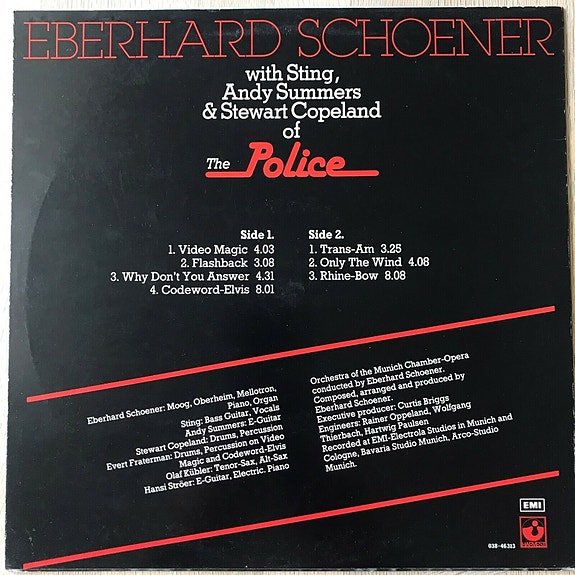 EBERHARD SCHOENER
with Sting,
Andy Summers
& Stewart Copeland
of
The Police
Side 1.
1. Video Magic 4.03
2. Flashback 3.08
3. Why Don't You Answer 4.31
4. Codeword-Elvis 8.01
Side 2.
1. Trans-Am 3.25
2. Only The Wind 4.08
3. Rhine-Bow 8.08
Eberhard Schoener: Moog, Oberheim, Mellotron,
Piano, Organ
Sting: Bass Guitar, Vocals
Andy Summers: E-Guitar
Stewart Copeland: Drums, Percussion
Evert Fraterman: Drums, Percussion on Video
Magic and Codeword-Elvis
Olaf Kübler: Tenor-Sax, Alt-Sax
Hansi Ströer: E-Guitar, Electric. Piano
Orchestra of the Munich Chamber-Opera
conducted by Eberhard Schoener.
Composed, arranged and produced by
Eberhard Schoener.
Executive producer: Curtis Briggs
Engineers: Rainer Oppeland, Wolfgang
Thierbach, Hartwig Paulsen
Recorded at EMI-Electrola Studios in Munich and
Cologne, Bavaria Studio Munich, Arco-Studio
Munich.
EMI
HARVEST
038-46313